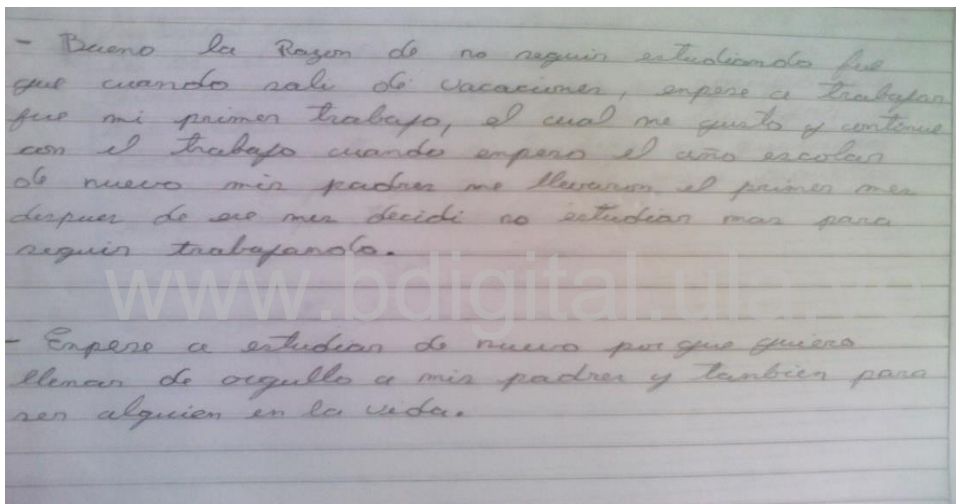 - Bueno la Razon de no seguir estudiando fue
que cuando sali de vacaciones, enpese a trabajar
fue mi primer trabajo, el cual me gusto y continue
con el trabajo cuando empeso el año escolar
de nuevo mis padres me llevaron el primer mes
despues de ese mes decidi no estudiar mas para
seguir trabajando.
www.bdigital.ula.ve
- Enpese a estudiar de nuevo por que quiero
llenar de orgullo a mis padres y tanbien para
ser alguien en la vida.